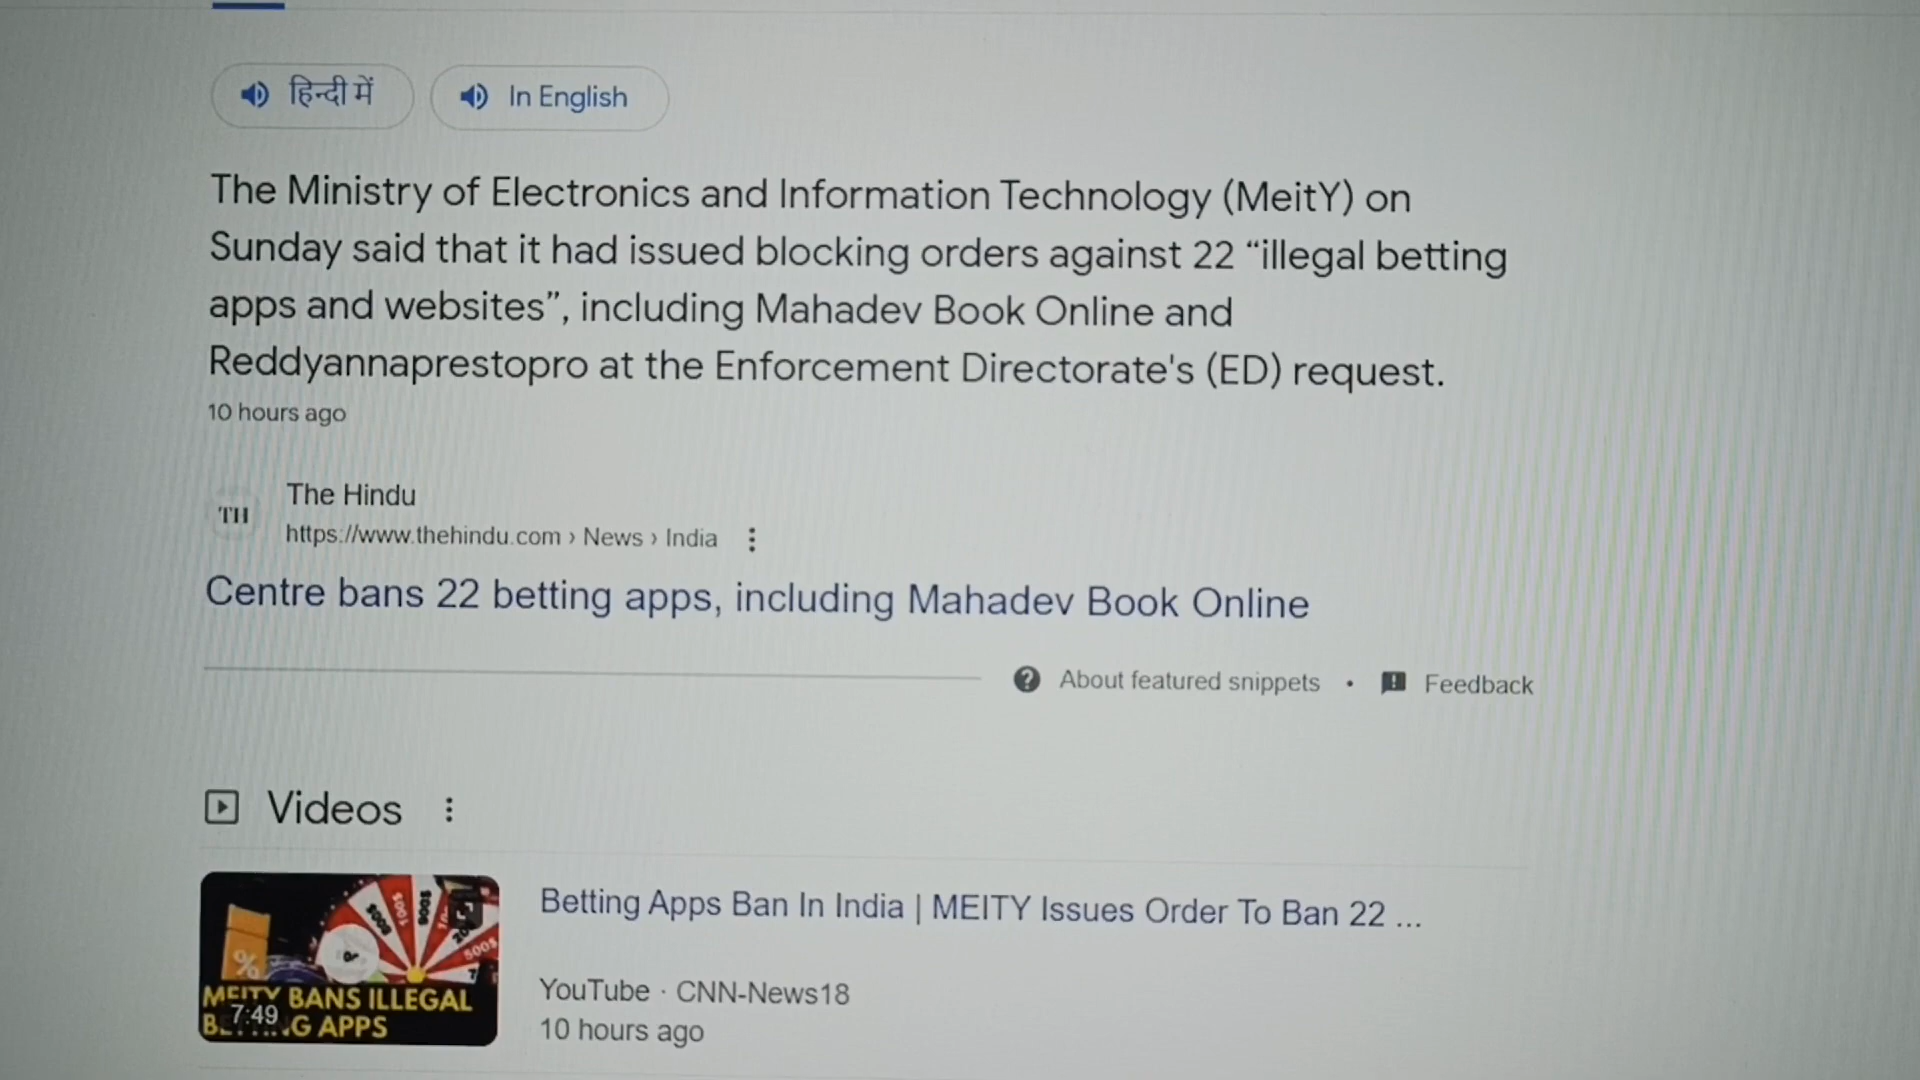 हिन्दी में
In English
The Ministry of Electronics and Information Technology (MeitY) on
Sunday said that it had issued blocking orders against 22 “illegal betting
apps and websites”, including Mahadev Book Online and
Reddyannaprestopro at the Enforcement Directorate's (ED) request.
10 hours ago
TH
The Hindu
https://www.thehindu.com › News › India
Centre bans 22 betting apps, including Mahadev Book Online
About featured snippets • Feedback
Videos
Betting Apps Ban In India | MEITY Issues Order To Ban 22 ...
YouTube · CNN-News18
10 hours ago
%
500$
MEITY BANS ILLEGAL
7:49
G APPS